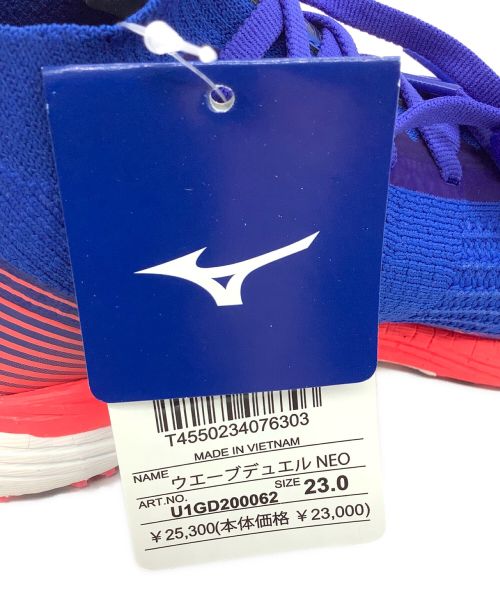 T4550234076303
MADE IN VIETNAM
NAME ウエーブデュエル NEO
ART.NO. U1GD200062 SIZE 23.0
￥25,300(本体価格 ￥23,000)